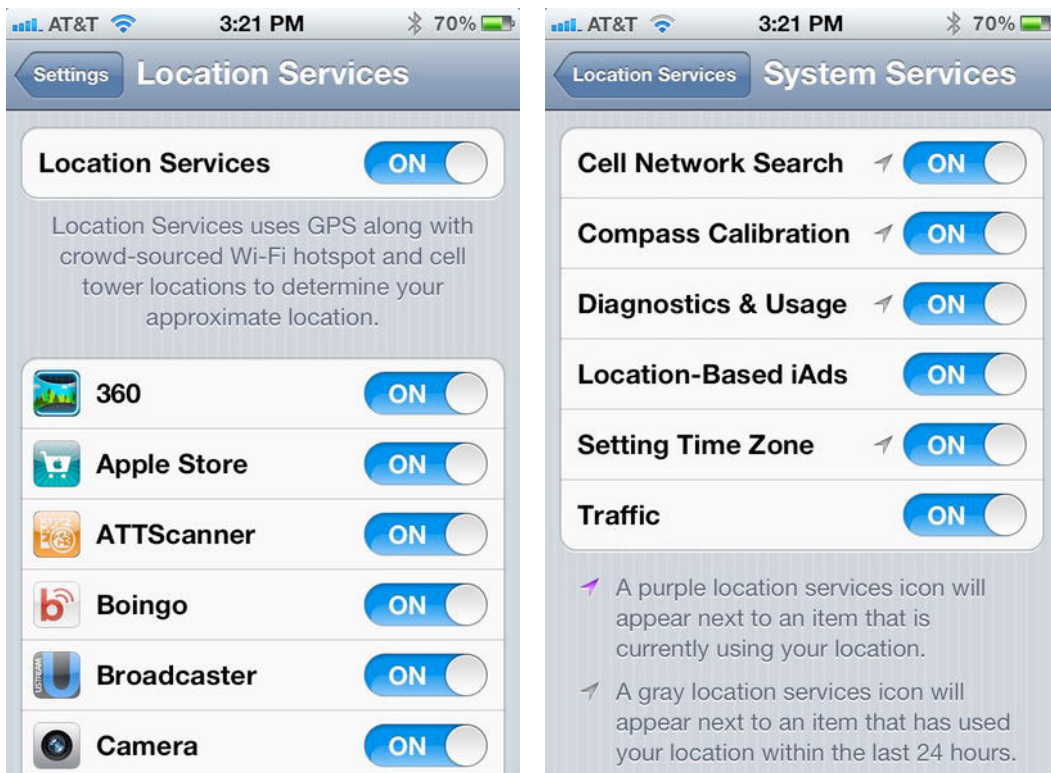 AT&T 3:21 PM 70%
Settings Location Services
Location Services ON
Location Services uses GPS along with
crowd-sourced Wi-Fi hotspot and cell
tower locations to determine your
approximate location.
360 ON
Apple Store ON
ATTScanner ON
Boingo ON
USTREAM Broadcaster ON
Camera ON
AT&T 3:21 PM 70%
Location Services System Services
Cell Network Search ON
Compass Calibration ON
Diagnostics & Usage ON
Location-Based iAds ON
Setting Time Zone ON
Traffic ON
A purple location services icon will
appear next to an item that is
currently using your location.
A gray location services icon will
appear next to an item that has used
your location within the last 24 hours.